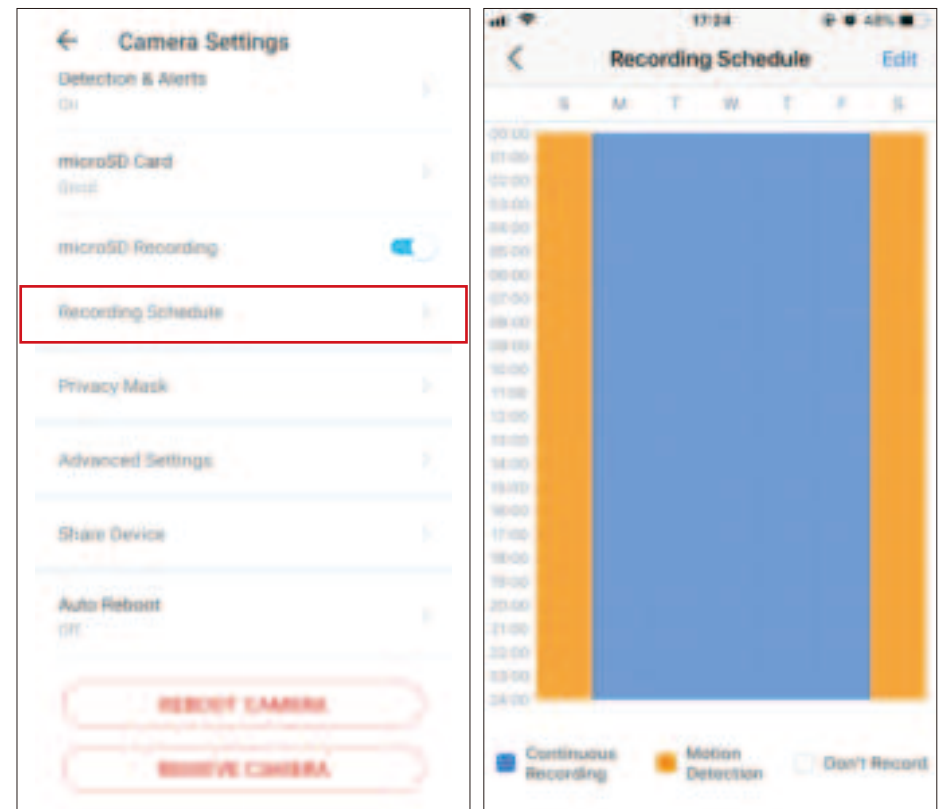 ← Camera Settings
Detection & Alerts
On
microSD Card
Good
microSD Recording
Recording Schedule
Privacy Mask
Advanced Settings
Share Device
Auto Reboot
Off
REBOOT CAMERA
REMOVE CAMERA
17:24 48%
Recording Schedule Edit
S M T W T F S
00:00
01:00
02:00
03:00
04:00
05:00
06:00
07:00
08:00
09:00
10:00
11:00
12:00
13:00
14:00
15:00
16:00
17:00
18:00
19:00
20:00
21:00
22:00
23:00
24:00
Continuous Motion Don't Record
Recording Detection